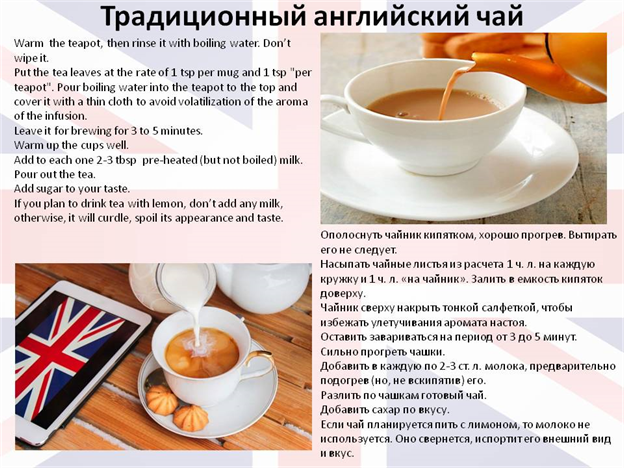 Традиционный английский чай
Warm the teapot, then rinse it with boiling water. Don't
wipe it.
Put the tea leaves at the rate of 1 tsp per mug and 1 tsp "per
teapot". Pour boiling water into the teapot to the top and
cover it with a thin cloth to avoid volatilization of the aroma
of the infusion.
Leave it for brewing for 3 to 5 minutes.
Warm up the cups well.
Add to each one 2-3 tbsp pre-heated (but not boiled) milk.
Pour out the tea.
Add sugar to your taste.
If you plan to drink tea with lemon, don't add any milk,
otherwise, it will curdle, spoil its appearance and taste.
Ополоснуть чайник кипятком, хорошо прогрев. Вытирать
его не следует.
Насыпать чайные листья из расчета 1 ч. л. на каждую
кружку и 1 ч. л. «на чайник». Залить в емкость кипяток
доверху.
Чайник сверху накрыть тонкой салфеткой, чтобы
избежать улетучивания аромата настоя.
Оставить завариваться на период от 3 до 5 минут.
Сильно прогреть чашки.
Добавить в каждую по 2-3 ст. л. молока, предварительно
подогрев (но, не вскипятив) его.
Разлить по чашкам готовый чай.
Добавить сахар по вкусу.
Если чай планируется пить с лимоном, то молоко не
используется. Оно свернется, испортит его внешний вид
и вкус.